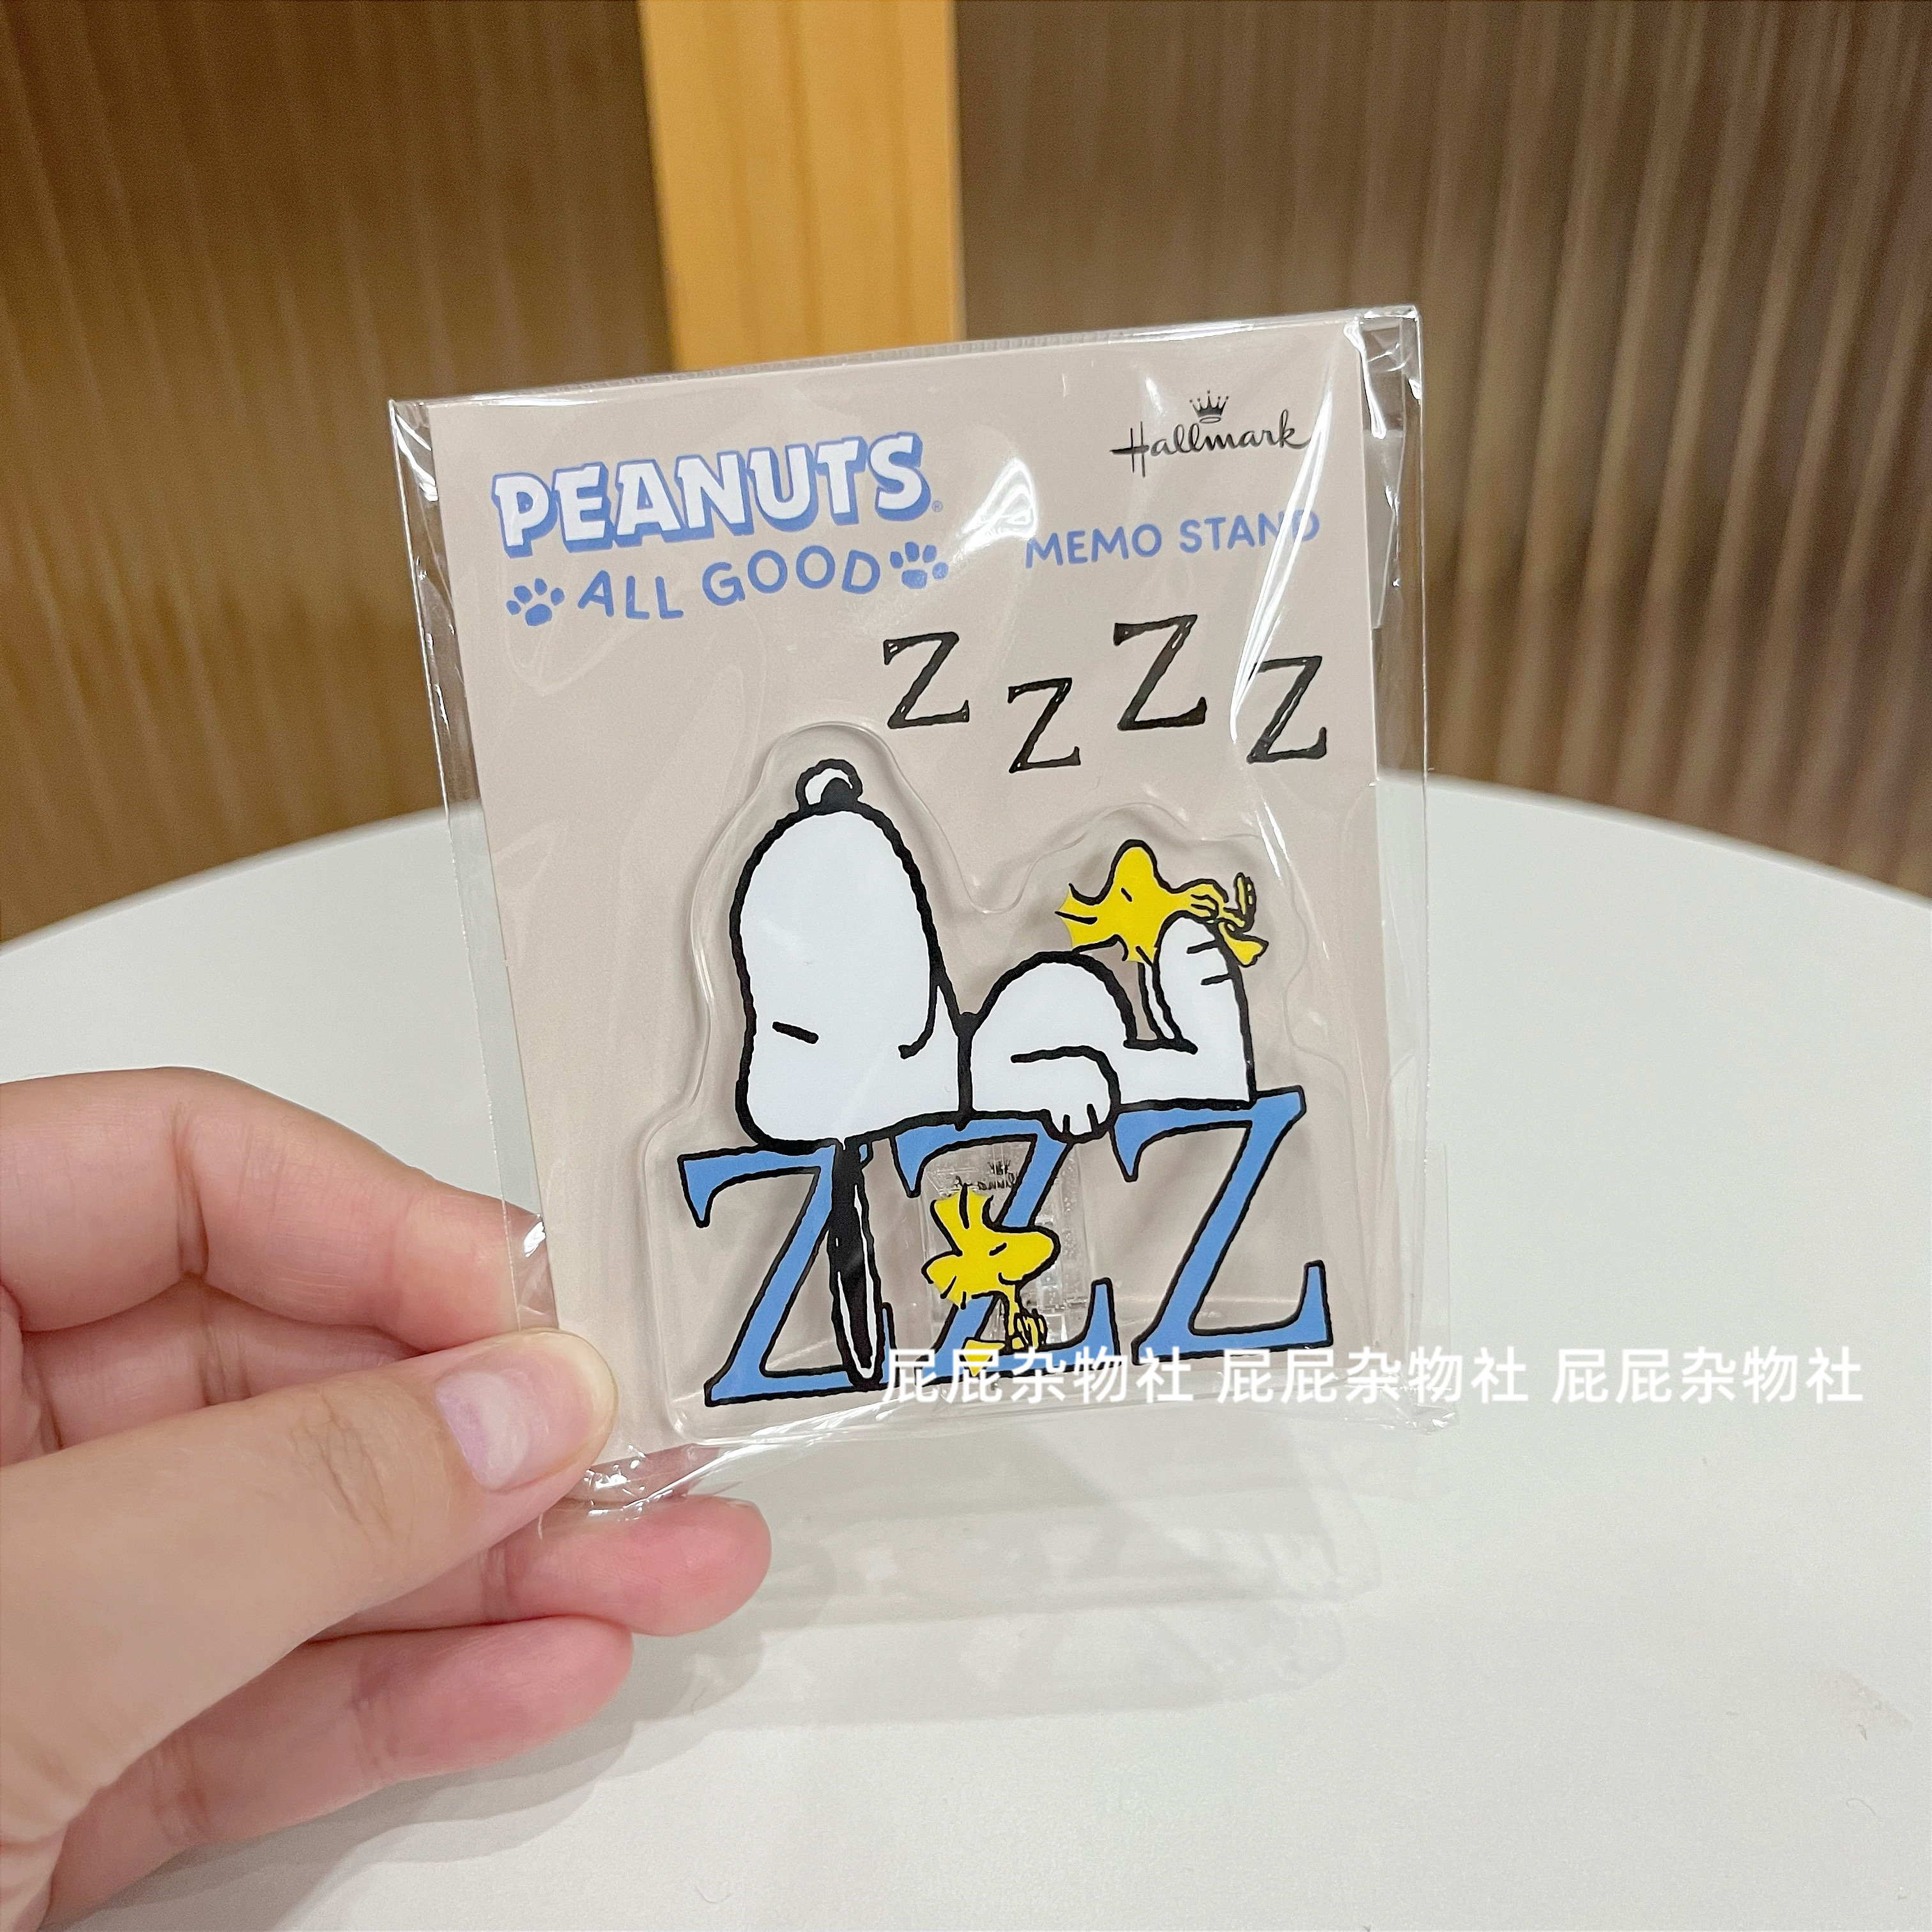 Hallmark
PEANUTS®
MEMO STAND
ALL GOOD
Z Z Z Z
ZZZ
屁屁杂物社 屁屁杂物社 屁屁杂物社